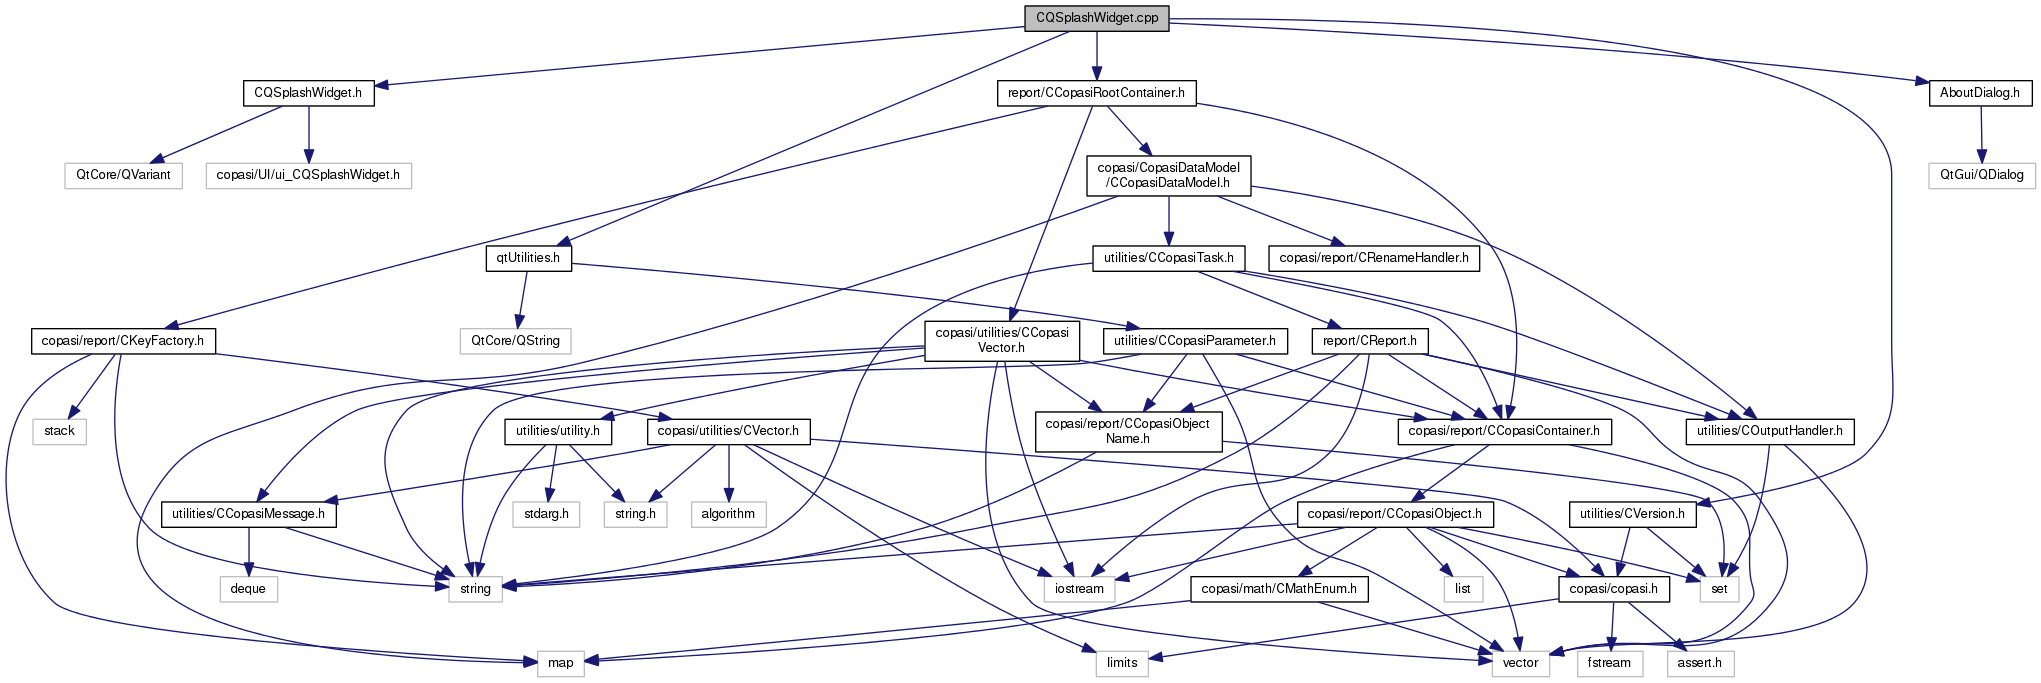 CQSplashWidget.cpp
CQSplashWidget.h
report/CCopasiRootContainer.h
AboutDialog.h
QtCore/QVariant
copasi/UI/ui_CQSplashWidget.h
copasi/CopasiDataModel
/CCopasiDataModel.h
QtGui/QDialog
qtUtilities.h
utilities/CCopasiTask.h
copasi/report/CRenameHandler.h
copasi/report/CKeyFactory.h
QtCore/QString
copasi/utilities/CCopasi
Vector.h
utilities/CCopasiParameter.h
report/CReport.h
stack
utilities/utility.h
copasi/utilities/CVector.h
copasi/report/CCopasiObject
Name.h
copasi/report/CCopasiContainer.h
utilities/COutputHandler.h
utilities/CCopasiMessage.h
stdarg.h
string.h
algorithm
copasi/report/CCopasiObject.h
utilities/CVersion.h
deque
string
iostream
copasi/math/CMathEnum.h
list
copasi/copasi.h
set
map
limits
vector
fstream
assert.h